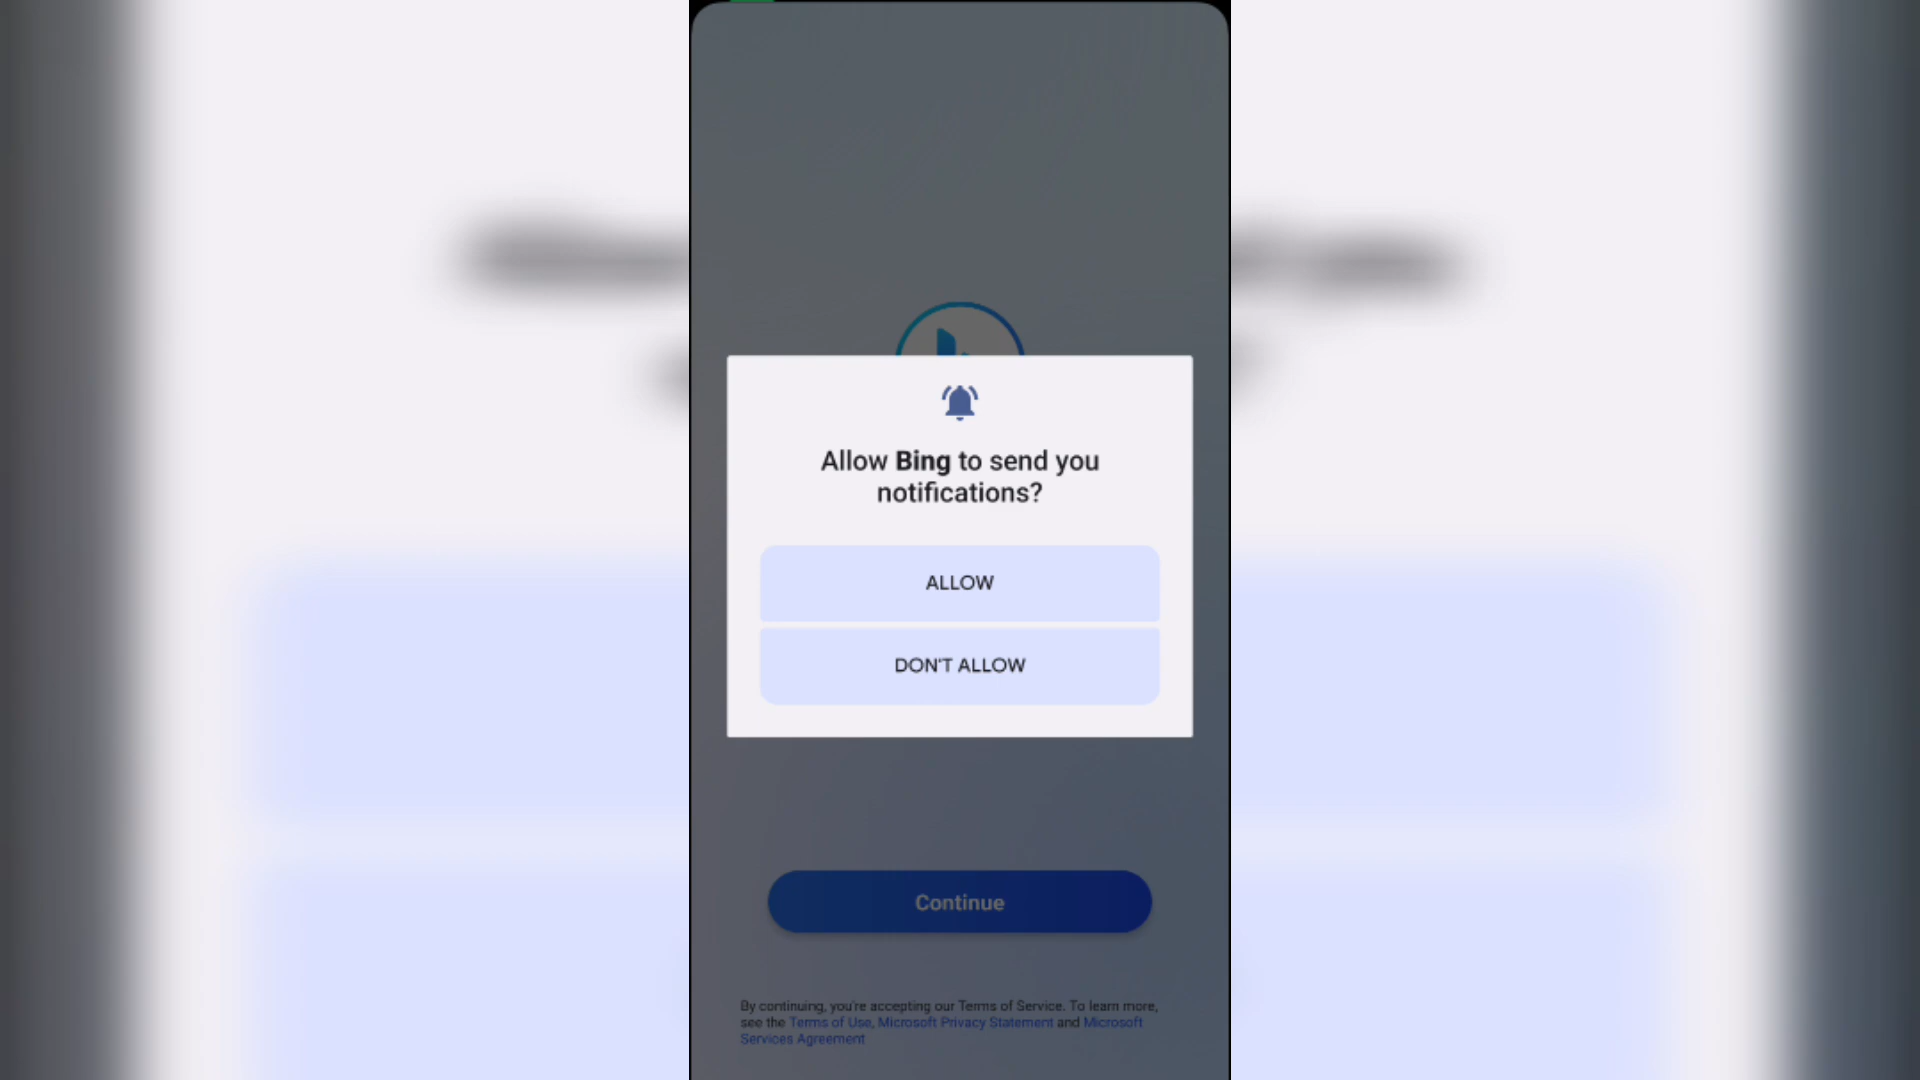 Allow Bing to send you
notifications?
ALLOW
DON'T ALLOW
Continue
By continuing, you're accepting our Terms of Service. To learn more,
see the Terms of Use, Microsoft Privacy Statement and Microsoft
Services Agreement